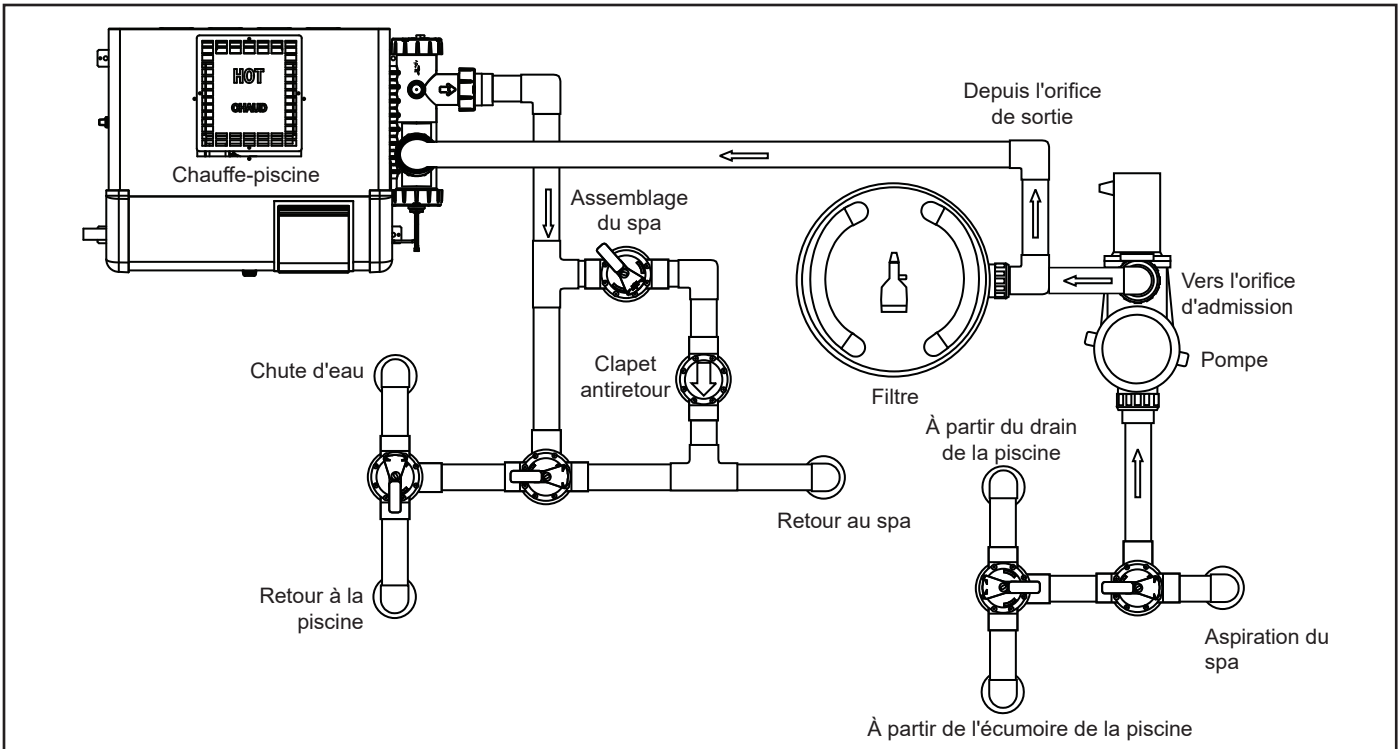 HOT
CHAUD
Chauffe-piscine
Depuis l'orifice
de sortie
Assemblage
du spa
Vers l'orifice
d'admission
Pompe
Chute d'eau
Clapet
antiretour
Filtre
À partir du drain
de la piscine
Retour au spa
Retour à la
piscine
Aspiration du
spa
À partir de l'écumoire de la piscine